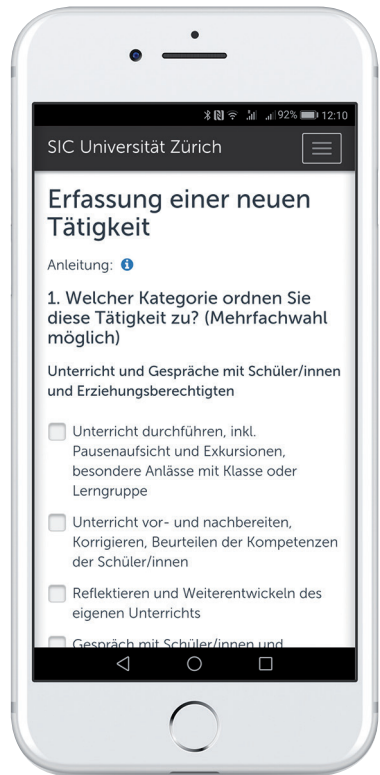 92% 12:10
SIC Universität Zürich
Erfassung einer neuen
Tätigkeit
Anleitung:
1. Welcher Kategorie ordnen Sie
diese Tätigkeit zu? (Mehrfachwahl
möglich)
Unterricht und Gespräche mit Schüler/innen
und Erziehungsberechtigten
Unterricht durchführen, inkl.
Pausenaufsicht und Exkursionen,
besondere Anlässe mit Klasse oder
Lerngruppe
Unterricht vor- und nachbereiten,
Korrigieren, Beurteilen der Kompetenzen
der Schüler/innen
Reflektieren und Weiterentwickeln des
eigenen Unterrichts
Gespräch mit Schüler/innen und